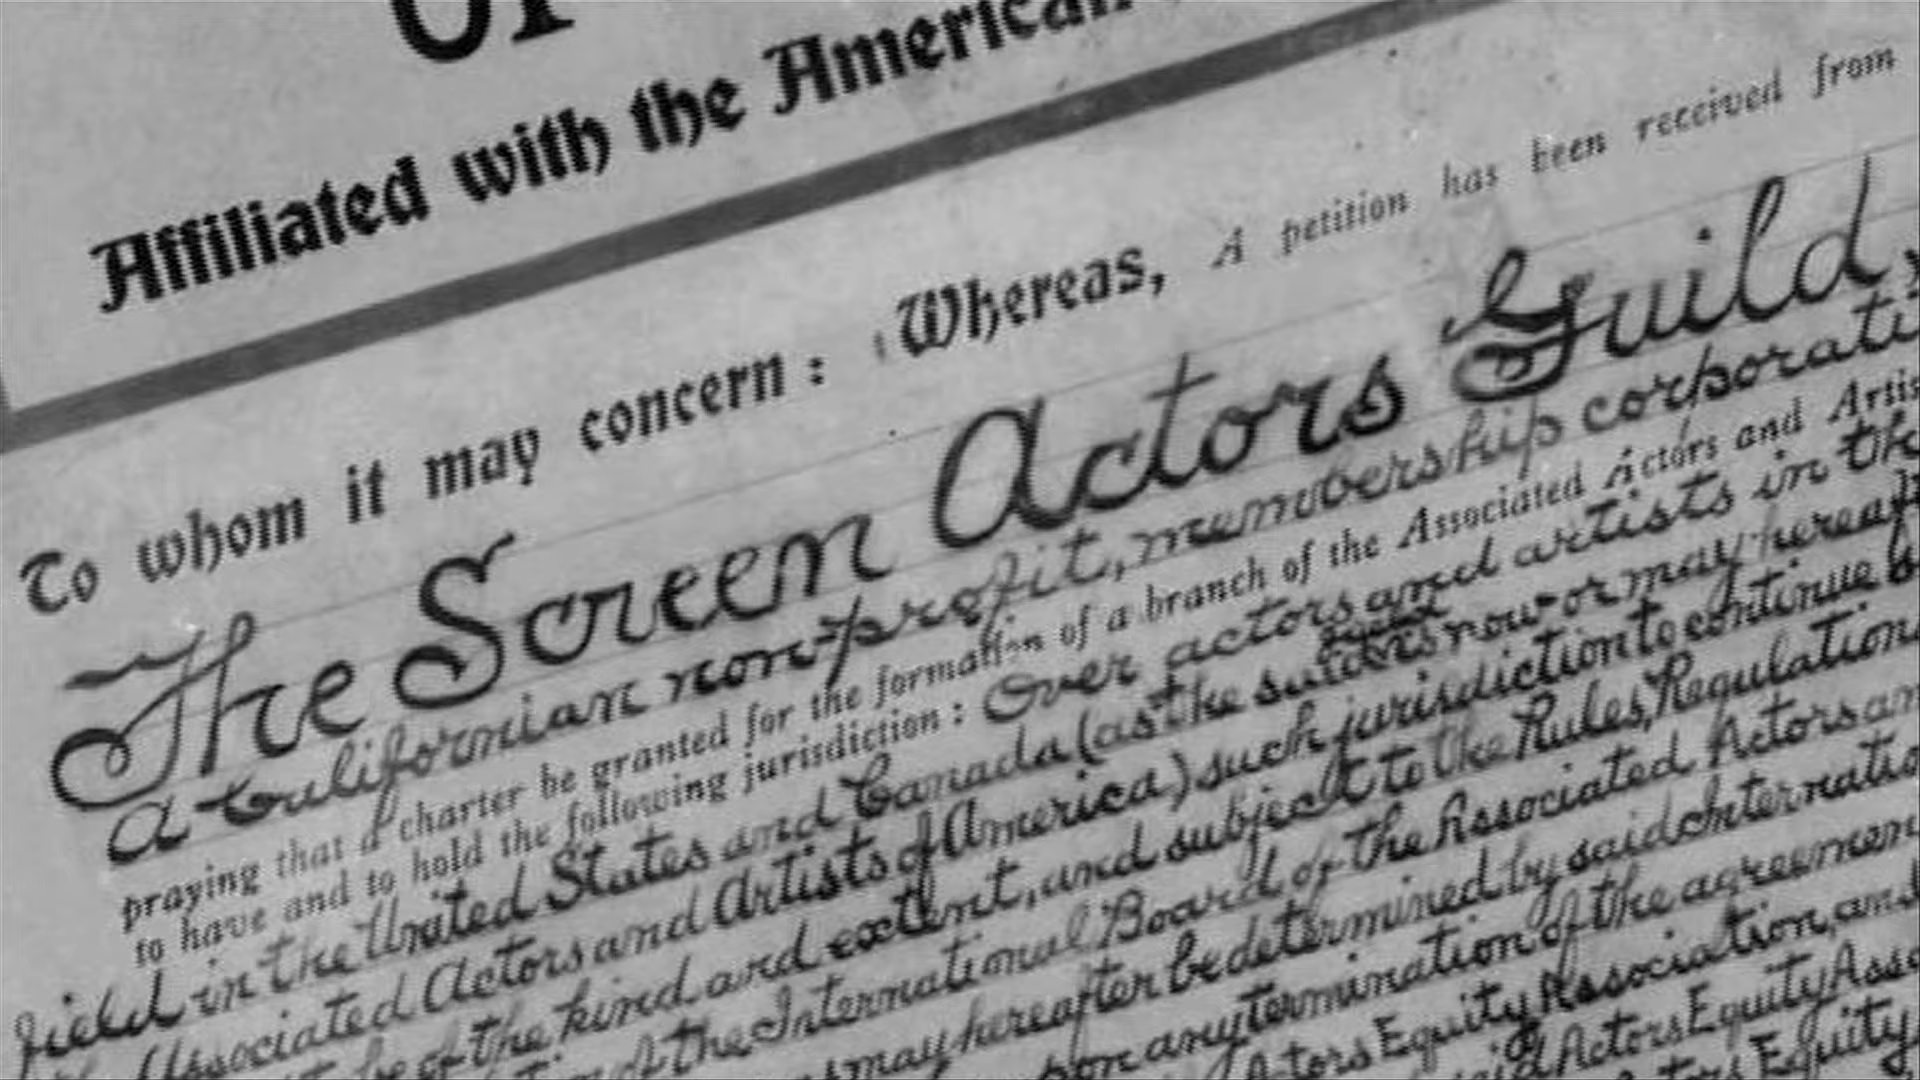 OF
Affiliated with the American
To whom it may concern: Whereas, A petition has been received from
The Screen Actors Guild
a Californian non-profit, membership corporati
praying that a charter be granted for the formation of a branch of the Associated Actors and Artis
to have and to hold the following jurisdiction: Over actors and artists in th
field in the United States and Canada (as the same now or may hereaft
Associated Actors and Artists of America) such jurisdiction to continue b
be of the kind and extent, and subject to the Rules, Regulation
of the International Board of the Associated Actors an
may hereafter be determined by said Internatio
upon any termination of the agreemen
Actors Equity Association, and
Actors Equity Asso
Equity